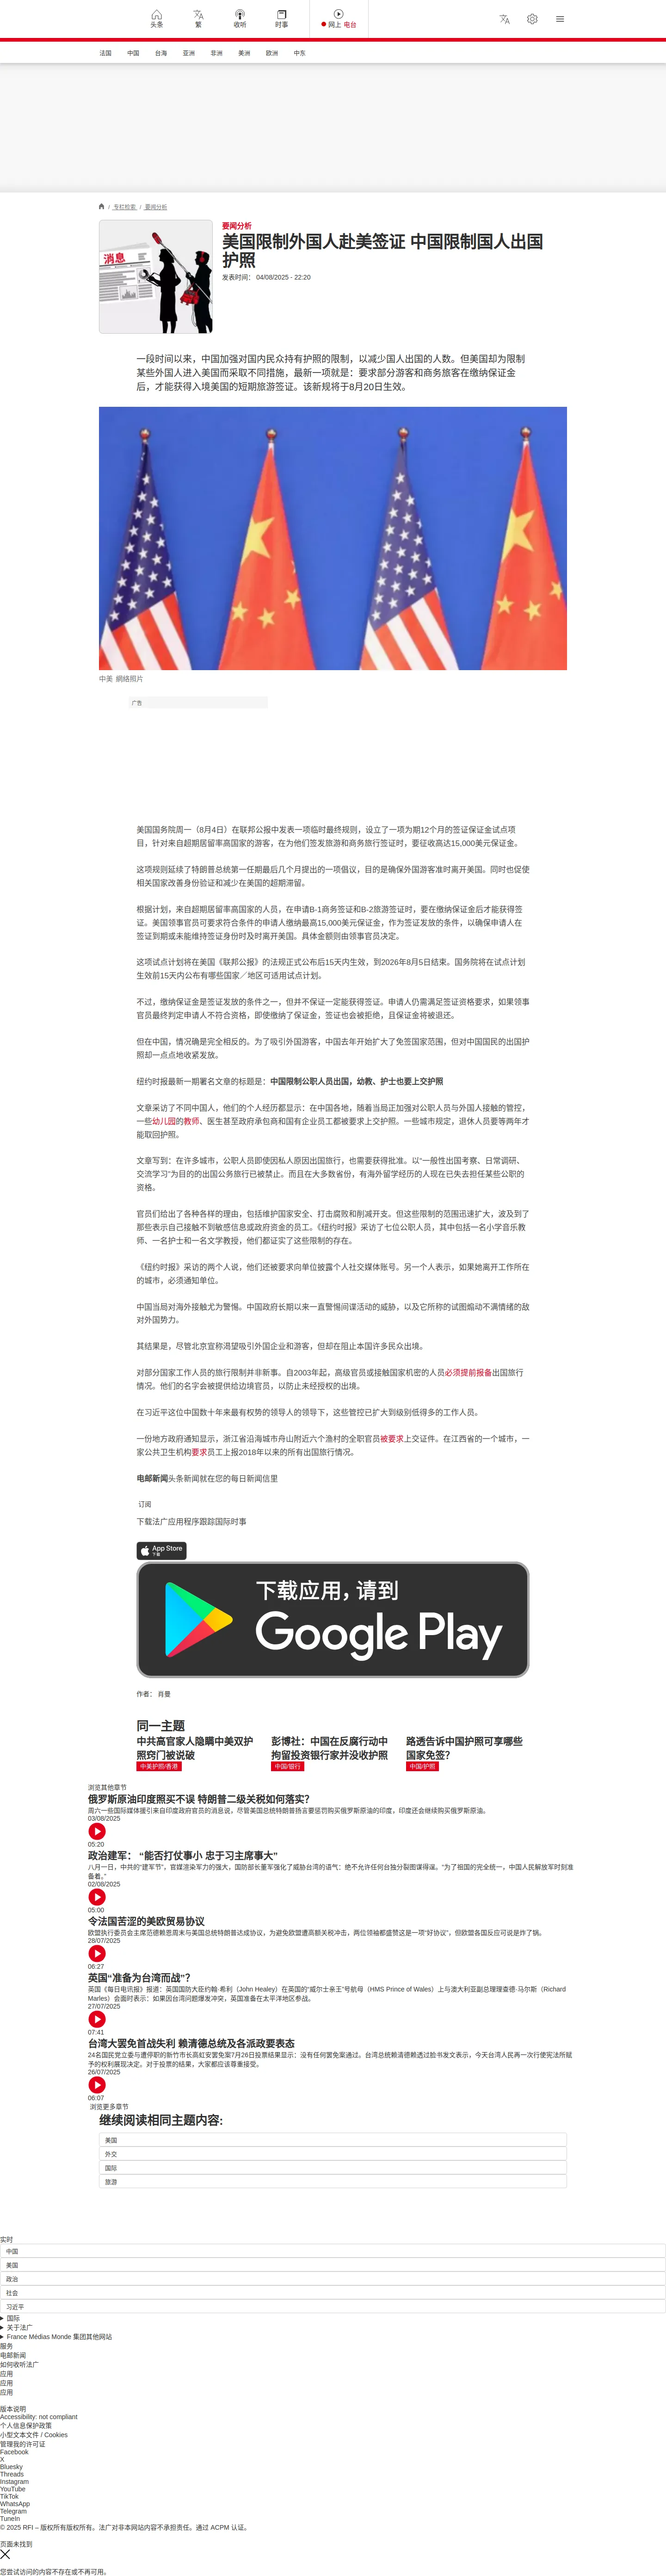 头条
繁
收听
时事
网上 电台
法国
中国
台海
亚洲
非洲
美洲
欧洲
中东
/ 专栏检索 / 要闻分析
消息
要闻分析
美国限制外国人赴美签证 中国限制国人出国
护照
发表时间： 04/08/2025 - 22:20
一段时间以来，中国加强对国内民众持有护照的限制，以减少国人出国的人数。但美国却为限制
某些外国人进入美国而采取不同措施，最新一项就是：要求部分游客和商务旅客在缴纳保证金
后，才能获得入境美国的短期旅游签证。该新规将于8月20日生效。
中美 網絡照片
广告
美国国务院周一（8月4日）在联邦公报中发表一项临时最终规则，设立了一项为期12个月的签证保证金试点项
目，针对来自超期居留率高国家的游客，在为他们签发旅游和商务旅行签证时，要征收高达15,000美元保证金。
这项规则延续了特朗普总统第一任期最后几个月提出的一项倡议，目的是确保外国游客准时离开美国。同时也促使
相关国家改善身份验证和减少在美国的超期滞留。
根据计划，来自超期居留率高国家的人员，在申请B-1商务签证和B-2旅游签证时，要在缴纳保证金后才能获得签
证。美国领事官员可要求符合条件的申请人缴纳最高15,000美元保证金，作为签证发放的条件，以确保申请人在
签证到期或未能维持签证身份时及时离开美国。具体金额则由领事官员决定。
这项试点计划将在美国《联邦公报》的法规正式公布后15天内生效，到2026年8月5日结束。国务院将在试点计划
生效前15天内公布有哪些国家／地区可适用试点计划。
不过，缴纳保证金是签证发放的条件之一，但并不保证一定能获得签证。申请人仍需满足签证资格要求，如果领事
官员最终判定申请人不符合资格，即使缴纳了保证金，签证也会被拒绝，且保证金将被退还。
但在中国，情况确是完全相反的。为了吸引外国游客，中国去年开始扩大了免签国家范围，但对中国国民的出国护
照却一点点地收紧发放。
纽约时报最新一期署名文章的标题是：中国限制公职人员出国，幼教、护士也要上交护照
文章采访了不同中国人，他们的个人经历都显示：在中国各地，随着当局正加强对公职人员与外国人接触的管控，
一些幼儿园的教师、医生甚至政府承包商和国有企业员工都被要求上交护照。一些城市规定，退休人员要等两年才
能取回护照。
文章写到：在许多城市，公职人员即使因私人原因出国旅行，也需要获得批准。以“一般性出国考察、日常调研、
交流学习”为目的的出国公务旅行已被禁止。而且在大多数省份，有海外留学经历的人现在已失去担任某些公职的
资格。
官员们给出了各种各样的理由，包括维护国家安全、打击腐败和削减开支。但这些限制的范围迅速扩大，波及到了
那些表示自己接触不到敏感信息或政府资金的员工。《纽约时报》采访了七位公职人员，其中包括一名小学音乐教
师、一名护士和一名文学教授，他们都证实了这些限制的存在。
《纽约时报》采访的两个人说，他们还被要求向单位披露个人社交媒体账号。另一个人表示，如果她离开工作所在
的城市，必须通知单位。
中国当局对海外接触尤为警惕。中国政府长期以来一直警惕间谍活动的威胁，以及它所称的试图煽动不满情绪的敌
对外国势力。
其结果是，尽管北京宣称渴望吸引外国企业和游客，但却在阻止本国许多民众出境。
对部分国家工作人员的旅行限制并非新事。自2003年起，高级官员或接触国家机密的人员必须提前报备出国旅行
情况。他们的名字会被提供给边境官员，以防止未经授权的出境。
在习近平这位中国数十年来最有权势的领导人的领导下，这些管控已扩大到级别低得多的工作人员。
一份地方政府通知显示，浙江省沿海城市舟山附近六个渔村的全职官员被要求上交证件。在江西省的一个城市，一
家公共卫生机构要求员工上报2018年以来的所有出国旅行情况。
电邮新闻头条新闻就在您的每日新闻信里
订阅
下载法广应用程序跟踪国际时事
App Store
下载
下载应用，请到
Google Play
作者： 肖曼
同一主题
中共高官家人隐瞒中美双护
照窍门被说破
中美护照/香港
彭博社：中国在反腐行动中
拘留投资银行家并没收护照
中国/银行
路透告诉中国护照可享哪些
国家免签？
中国/护照
浏览其他章节
俄罗斯原油印度照买不误 特朗普二级关税如何落实？
周六一些国际媒体援引来自印度政府官员的消息说，尽管美国总统特朗普扬言要惩罚购买俄罗斯原油的印度，印度还会继续购买俄罗斯原油。
03/08/2025
05:20
政治建军： “能否打仗事小 忠于习主席事大”
八月一日，中共的“建军节”，官媒渲染军力的强大，国防部长董军强化了威胁台湾的语气：绝不允许任何台独分裂图谋得逞。“为了祖国的完全统一，中国人民解放军时刻准
备着。”
02/08/2025
05:00
令法国苦涩的美欧贸易协议
欧盟执行委员会主席范德赖恩周末与美国总统特朗普达成协议，为避免欧盟遭高额关税冲击，两位领袖都盛赞这是一项“好协议”，但欧盟各国反应可说是炸了锅。
28/07/2025
06:27
英国“准备为台湾而战”？
英国《每日电讯报》报道：英国国防大臣约翰·希利（John Healey）在英国的“威尔士亲王”号航母（HMS Prince of Wales）上与澳大利亚副总理理查德·马尔斯（Richard
Marles）会面时表示：如果因台湾问题爆发冲突，英国准备在太平洋地区参战。
27/07/2025
07:41
台湾大罢免首战失利 赖清德总统及各派政要表态
24名国民党立委与遭停职的新竹市长高虹安罢免案7月26日投票结果显示：没有任何罢免案通过。台湾总统赖清德赖透过脸书发文表示，今天台湾人民再一次行使宪法所赋
予的权利展现决定，对于投票的结果，大家都应该尊重接受。
26/07/2025
06:07
浏览更多章节
继续阅读相同主题内容:
美国
外交
国际
旅游
实时
中国
美国
政治
社会
习近平
国际
关于法广
France Médias Monde 集团其他网站
服务
电邮新闻
如何收听法广
应用
应用
应用
版本说明
Accessibility: not compliant
个人信息保护政策
小型文本文件 / Cookies
管理我的许可证
Facebook
X
Bluesky
Threads
Instagram
YouTube
TikTok
WhatsApp
Telegram
TuneIn
© 2025 RFI – 版权所有版权所有。法广对非本网站内容不承担责任。通过 ACPM 认证。
页面未找到
您尝试访问的内容不存在或不再可用。